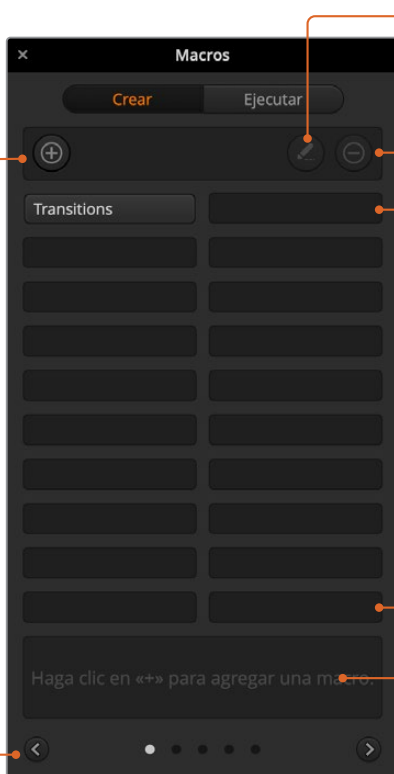 Macros
Crear Ejecutar
Transitions
Haga clic en «+» para agregar una macro.